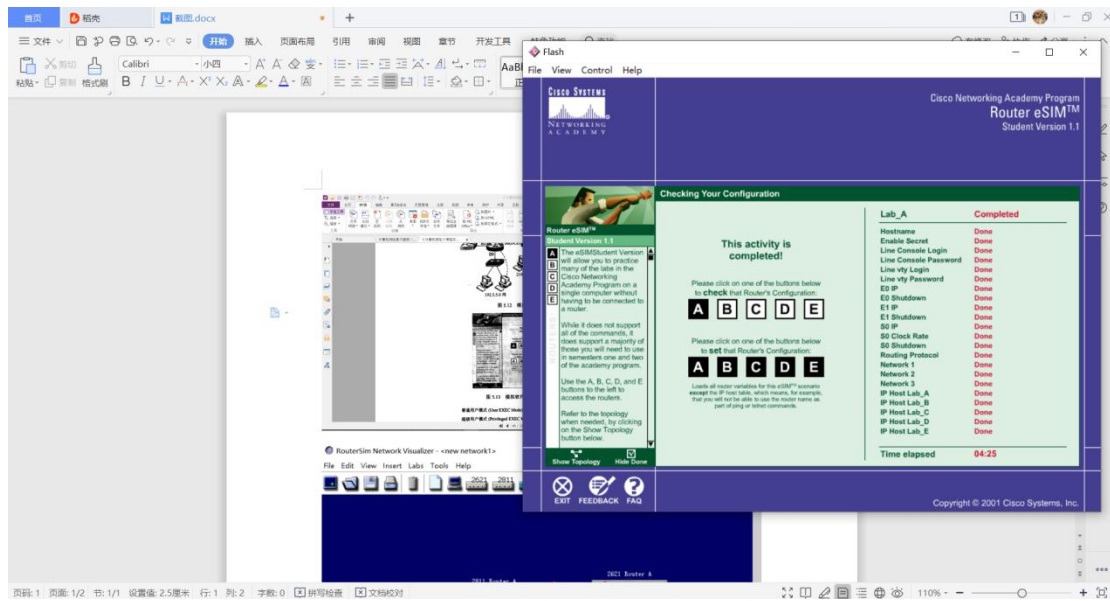 首页 稻壳 截图.docx
三 文件 开始 插入 页面布局 引用 审阅 视图 章节 开发工具
粘贴 剪切 复制 格式刷 Calibri 小四
B I U
Flash
File View Control Help
CISCO SYSTEMS
NETWORKING
ACADEMY
Cisco Networking Academy Program
Router eSIM™
Student Version 1.1
Checking Your Configuration
Router eSIM™
Student Version 1.1
A
B
C
D
E
ROUTERS
The eSIMStudent Version
will allow you to practice
many of the labs in the
Cisco Networking
Academy Program on a
single computer without
having to be connected to
a router.
While it does not support
all of the commands, it
does support a majority of
those you will need to use
in semesters one and two
of the academy program.
Use the A, B, C, D, and E
buttons to the left to
access the routers.
Refer to the topology
when needed, by clicking
on the Show Topology
button below.
Show Topology Hide Done
This activity is
completed!
Please click on one of the buttons below
to check that Router's Configuration:
A B C D E
Please click on one of the buttons below
to set that Router's Configuration:
A B C D E
Loads all router variables for this eSIM™ scenario
except the IP host table, which means, for example,
that you will not be able to use the router name as
part of ping or telnet commands.
Lab_A Completed
Hostname Done
Enable Secret Done
Line Console Login Done
Line Console Password Done
Line vty Login Done
Line vty Password Done
E0 IP Done
E0 Shutdown Done
E1 IP Done
E1 Shutdown Done
S0 IP Done
S0 Clock Rate Done
S0 Shutdown Done
Routing Protocol Done
Network 1 Done
Network 2 Done
Network 3 Done
IP Host Lab_A Done
IP Host Lab_B Done
IP Host Lab_C Done
IP Host Lab_D Done
IP Host Lab_E Done
Time elapsed 04:25
EXIT FEEDBACK FAQ
Copyright © 2001 Cisco Systems, Inc.
RouterSim Network Visualizer - <new network1>
File Edit View Insert Labs Tools Help
2621 2811
2811 Router A
2621 Router A
页码: 1 页面: 1/2 节: 1/1 设置值: 2.5厘米 行: 1 列: 2 字数: 0 拼写检查 文档校对 110%